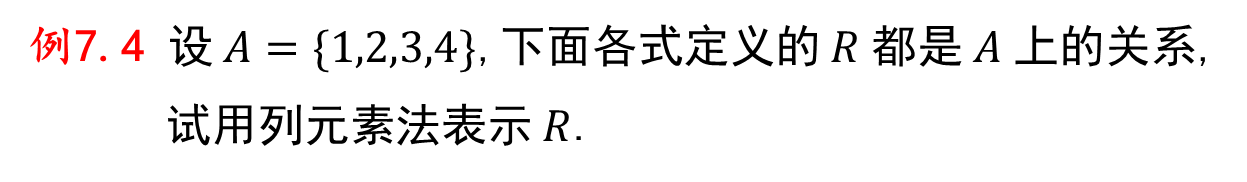 例7.4 设 A = {1,2,3,4}, 下面各式定义的 R 都是 A 上的关系,
试用列元素法表示 R.